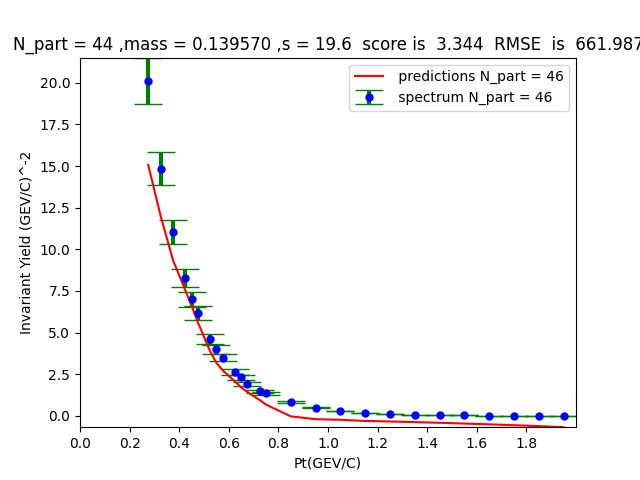 N_part = 44 ,mass = 0.139570 ,s = 19.6  score is  3.344  RMSE  is  661.987
predictions N_part = 46
spectrum N_part = 46
Invariant Yield (GEV/C)^-2
20.0
17.5
15.0
12.5
10.0
7.5
5.0
2.5
0.0
0.0 0.2 0.4 0.6 0.8 1.0 1.2 1.4 1.6 1.8
Pt(GEV/C)